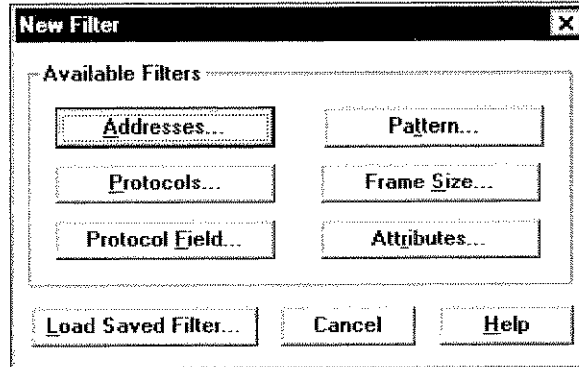 New Filter
Available Filters
Addresses... Pattern...
Protocols... Frame Size...
Protocol Field... Attributes...
Load Saved Filter... Cancel Help